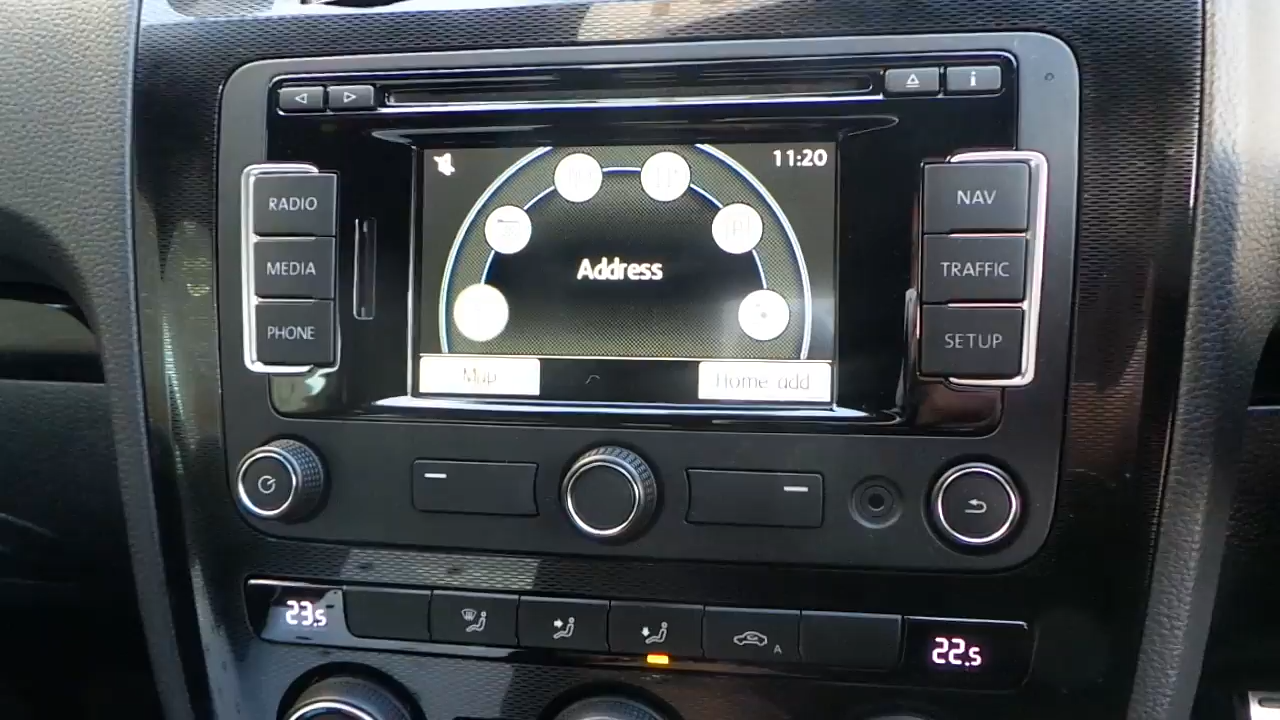 i
11:20
RADIO
NAV
MEDIA
Address
TRAFFIC
PHONE
SETUP
Map
Home add
23.5
A
22.5